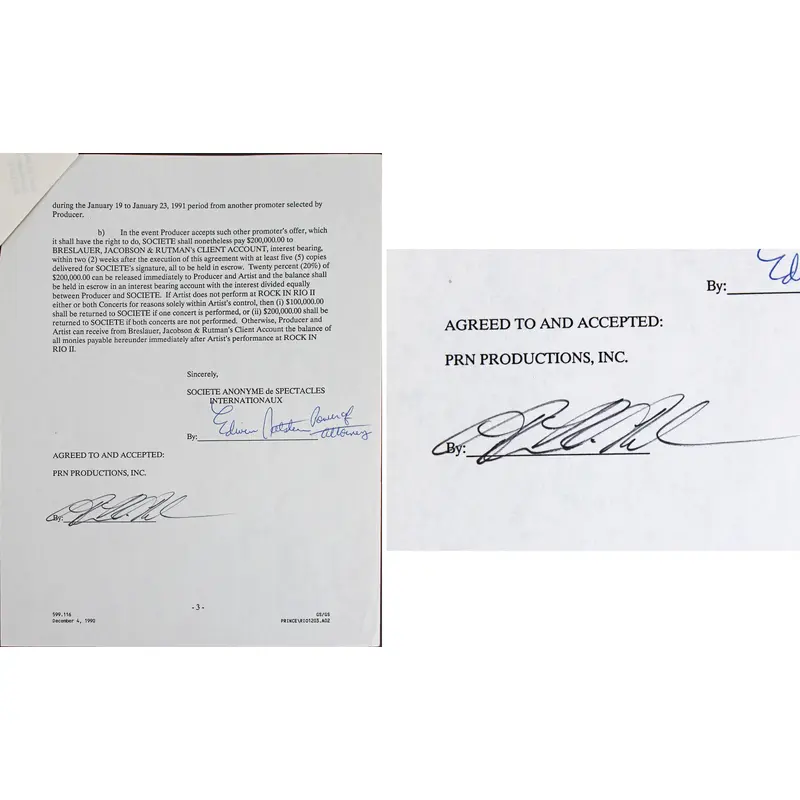 during the January 19 to January 23, 1991 period from another promoter selected by
Producer.
b) In the event Producer accepts such other promoter's offer, which
it shall have the right to do, SOCIETE shall nonetheless pay $200,000.00 to
BRESLAUER, JACOBSON & RUTMAN's CLIENT ACCOUNT, interest bearing,
within two (2) weeks after the execution of this agreement with at least five (5) copies
delivered for SOCIETE's signature, all to be held in escrow. Twenty percent (20%) of
$200,000.00 can be released immediately to Producer and Artist and the balance shall
be held in an interest bearing account with the interest divided equally
between Producer and SOCIETE. If Artist does not perform at ROCK IN RIO II
either or both Concerts for reasons solely within Artist's control, then (i) $100,000.00
shall be returned to SOCIETE if one concert is performed, or (ii) $200,000.00 shall be
returned to SOCIETE if both concerts are not performed. Otherwise, Producer and
Artist can receive from Breslauer, Jacobson & Rutman's Client Account the balance of
all monies payable hereunder immediately after Artist's performance at ROCK IN
RIO II.
Sincerely,
SOCIETE ANONYME de SPECTACLES
INTERNATIONAUX
By: Edwin Power of
Attorney
AGREED TO AND ACCEPTED:
PRN PRODUCTIONS, INC.
By:
- 3 -
599.116
December 4, 1990
GS/GS
PRINCE\RIO1203.AG2
By: Ed
AGREED TO AND ACCEPTED:
PRN PRODUCTIONS, INC.
By: